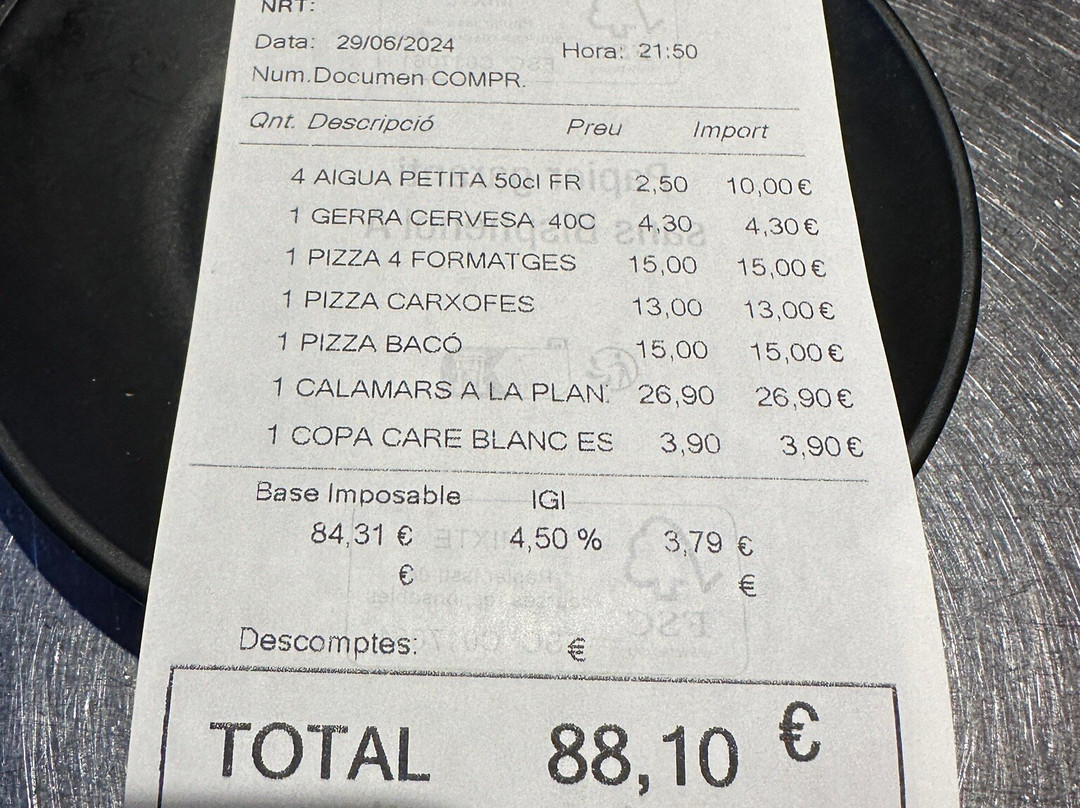 NRT:
Data: 29/06/2024 Hora: 21:50
Num.Documen COMPR.
Qnt. Descripció Preu Import
4 AIGUA PETITA 50cl FR 2,50 10,00€
1 GERRA CERVESA 40C 4,30 4,30€
1 PIZZA 4 FORMATGES 15,00 15,00€
1 PIZZA CARXOFES 13,00 13,00€
1 PIZZA BACÓ 15,00 15,00€
1 CALAMARS A LA PLAN. 26,90 26,90€
1 COPA CARE BLANC ES 3,90 3,90€
Base Imposable IGI
84,31 € 4,50 % 3,79 €
€ €
Descomptes: €
TOTAL 88,10 €